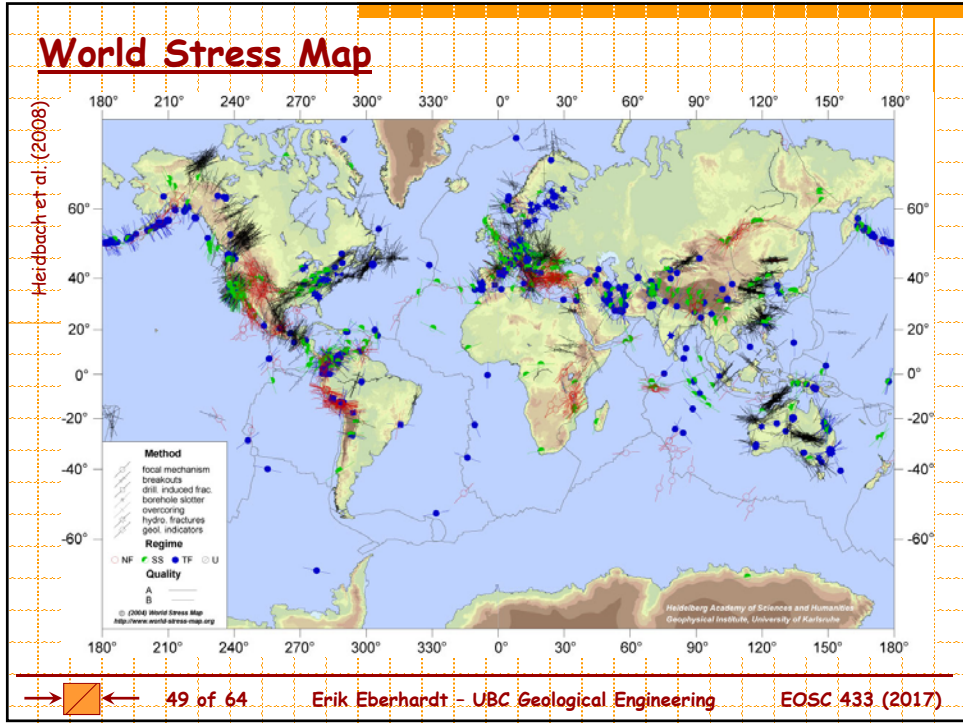 World Stress Map
Heidbach et al. (2008)
180° 210° 240° 270° 300° 330° 0° 30° 60° 90° 120° 150° 180°
60° 60°
40° 40°
20° 20°
0° 0°
-20° -20°
-40° -40°
-60° -60°
Method
focal mechanism
breakouts
drill. induced frac.
borehole slotter
overcoring
hydro. fractures
geol. indicators
Regime
NF SS TF U
Quality
A
B
© (2004) World Stress Map
http://www.world-stress-map.org
Heidelberg Academy of Sciences and Humanities
Geophysical Institute, University of Karlsruhe
180° 210° 240° 270° 300° 330° 0° 30° 60° 90° 120° 150° 180°
49 of 64 Erik Eberhardt – UBC Geological Engineering EOSC 433 (2017)